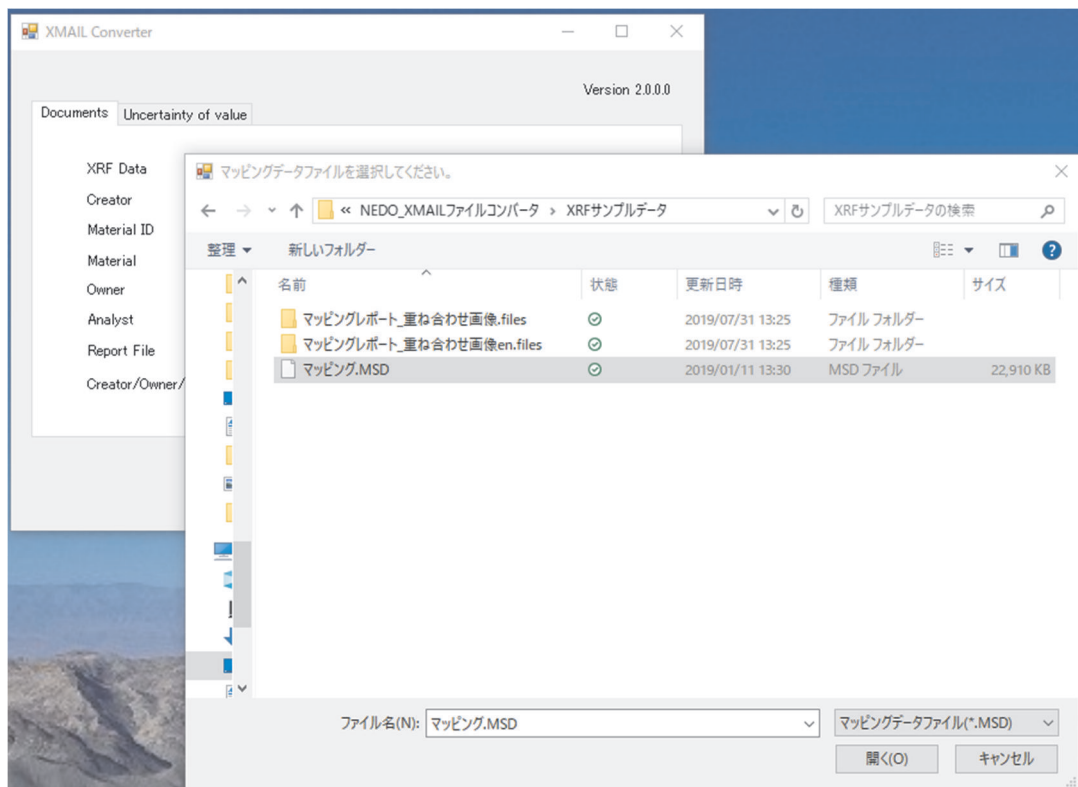 XMAIL Converter
Version 2.0.0.0
Documents Uncertainty of value
XRF Data
Creator
Material ID
Material
Owner
Analyst
Report File
Creator/Owner/
マッピングデータファイルを選択してください。
« NEDO_XMAILファイルコンバータ › XRFサンプルデータ
XRFサンプルデータの検索
整理 新しいフォルダー
名前 状態 更新日時 種類 サイズ
マッピングレポート_重ね合わせ画像.files 2019/07/31 13:25 ファイル フォルダー
マッピングレポート_重ね合わせ画像en.files 2019/07/31 13:25 ファイル フォルダー
マッピング.MSD 2019/01/11 13:30 MSD ファイル 22,910 KB
ファイル名(N): マッピング.MSD マッピングデータファイル(*.MSD)
開く(O) キャンセル